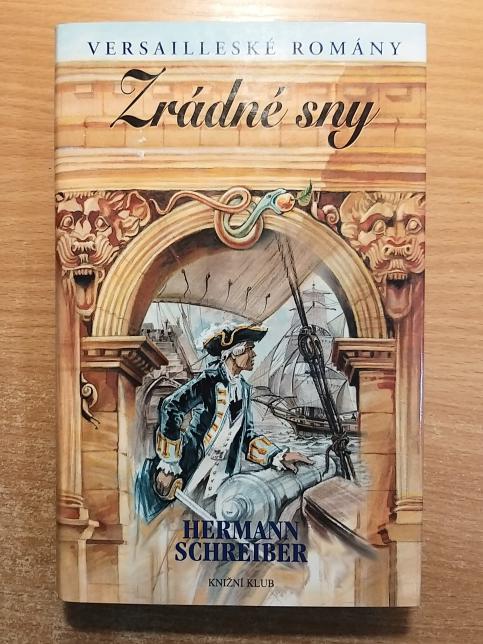 VERSAILLESKÉ ROMÁNY
Zrádné sny
HERMANN
SCHREIBER
KNIŽNÍ KLUB